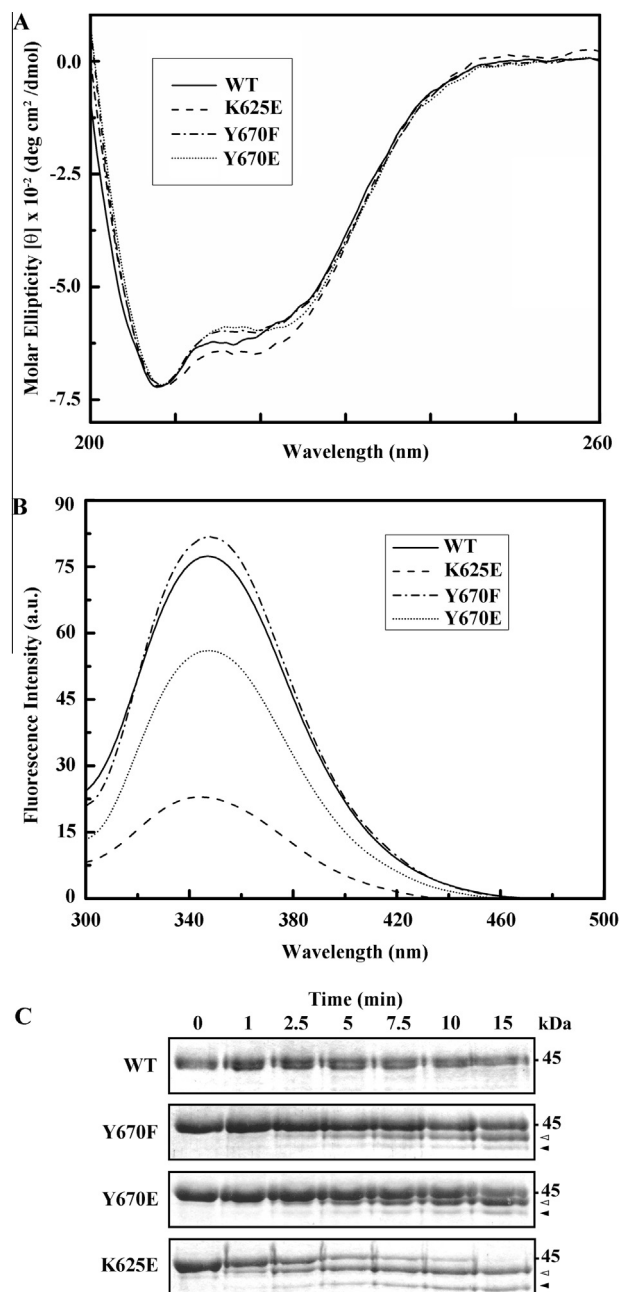 A
0.0
-2.5
-5.0
-7.5
Molar Ellipticity [θ] x 10-2 (deg cm2 /dmol)
WT
K625E
Y670F
Y670E
200
260
Wavelength (nm)
B
90
75
60
45
30
15
0
Fluorescence Intensity (a.u.)
WT
K625E
Y670F
Y670E
300 340 380 420 460 500
Wavelength (nm)
C
Time (min)
0 1 2.5 5 7.5 10 15 kDa
WT 45
Y670F 45
Y670E 45
K625E 45